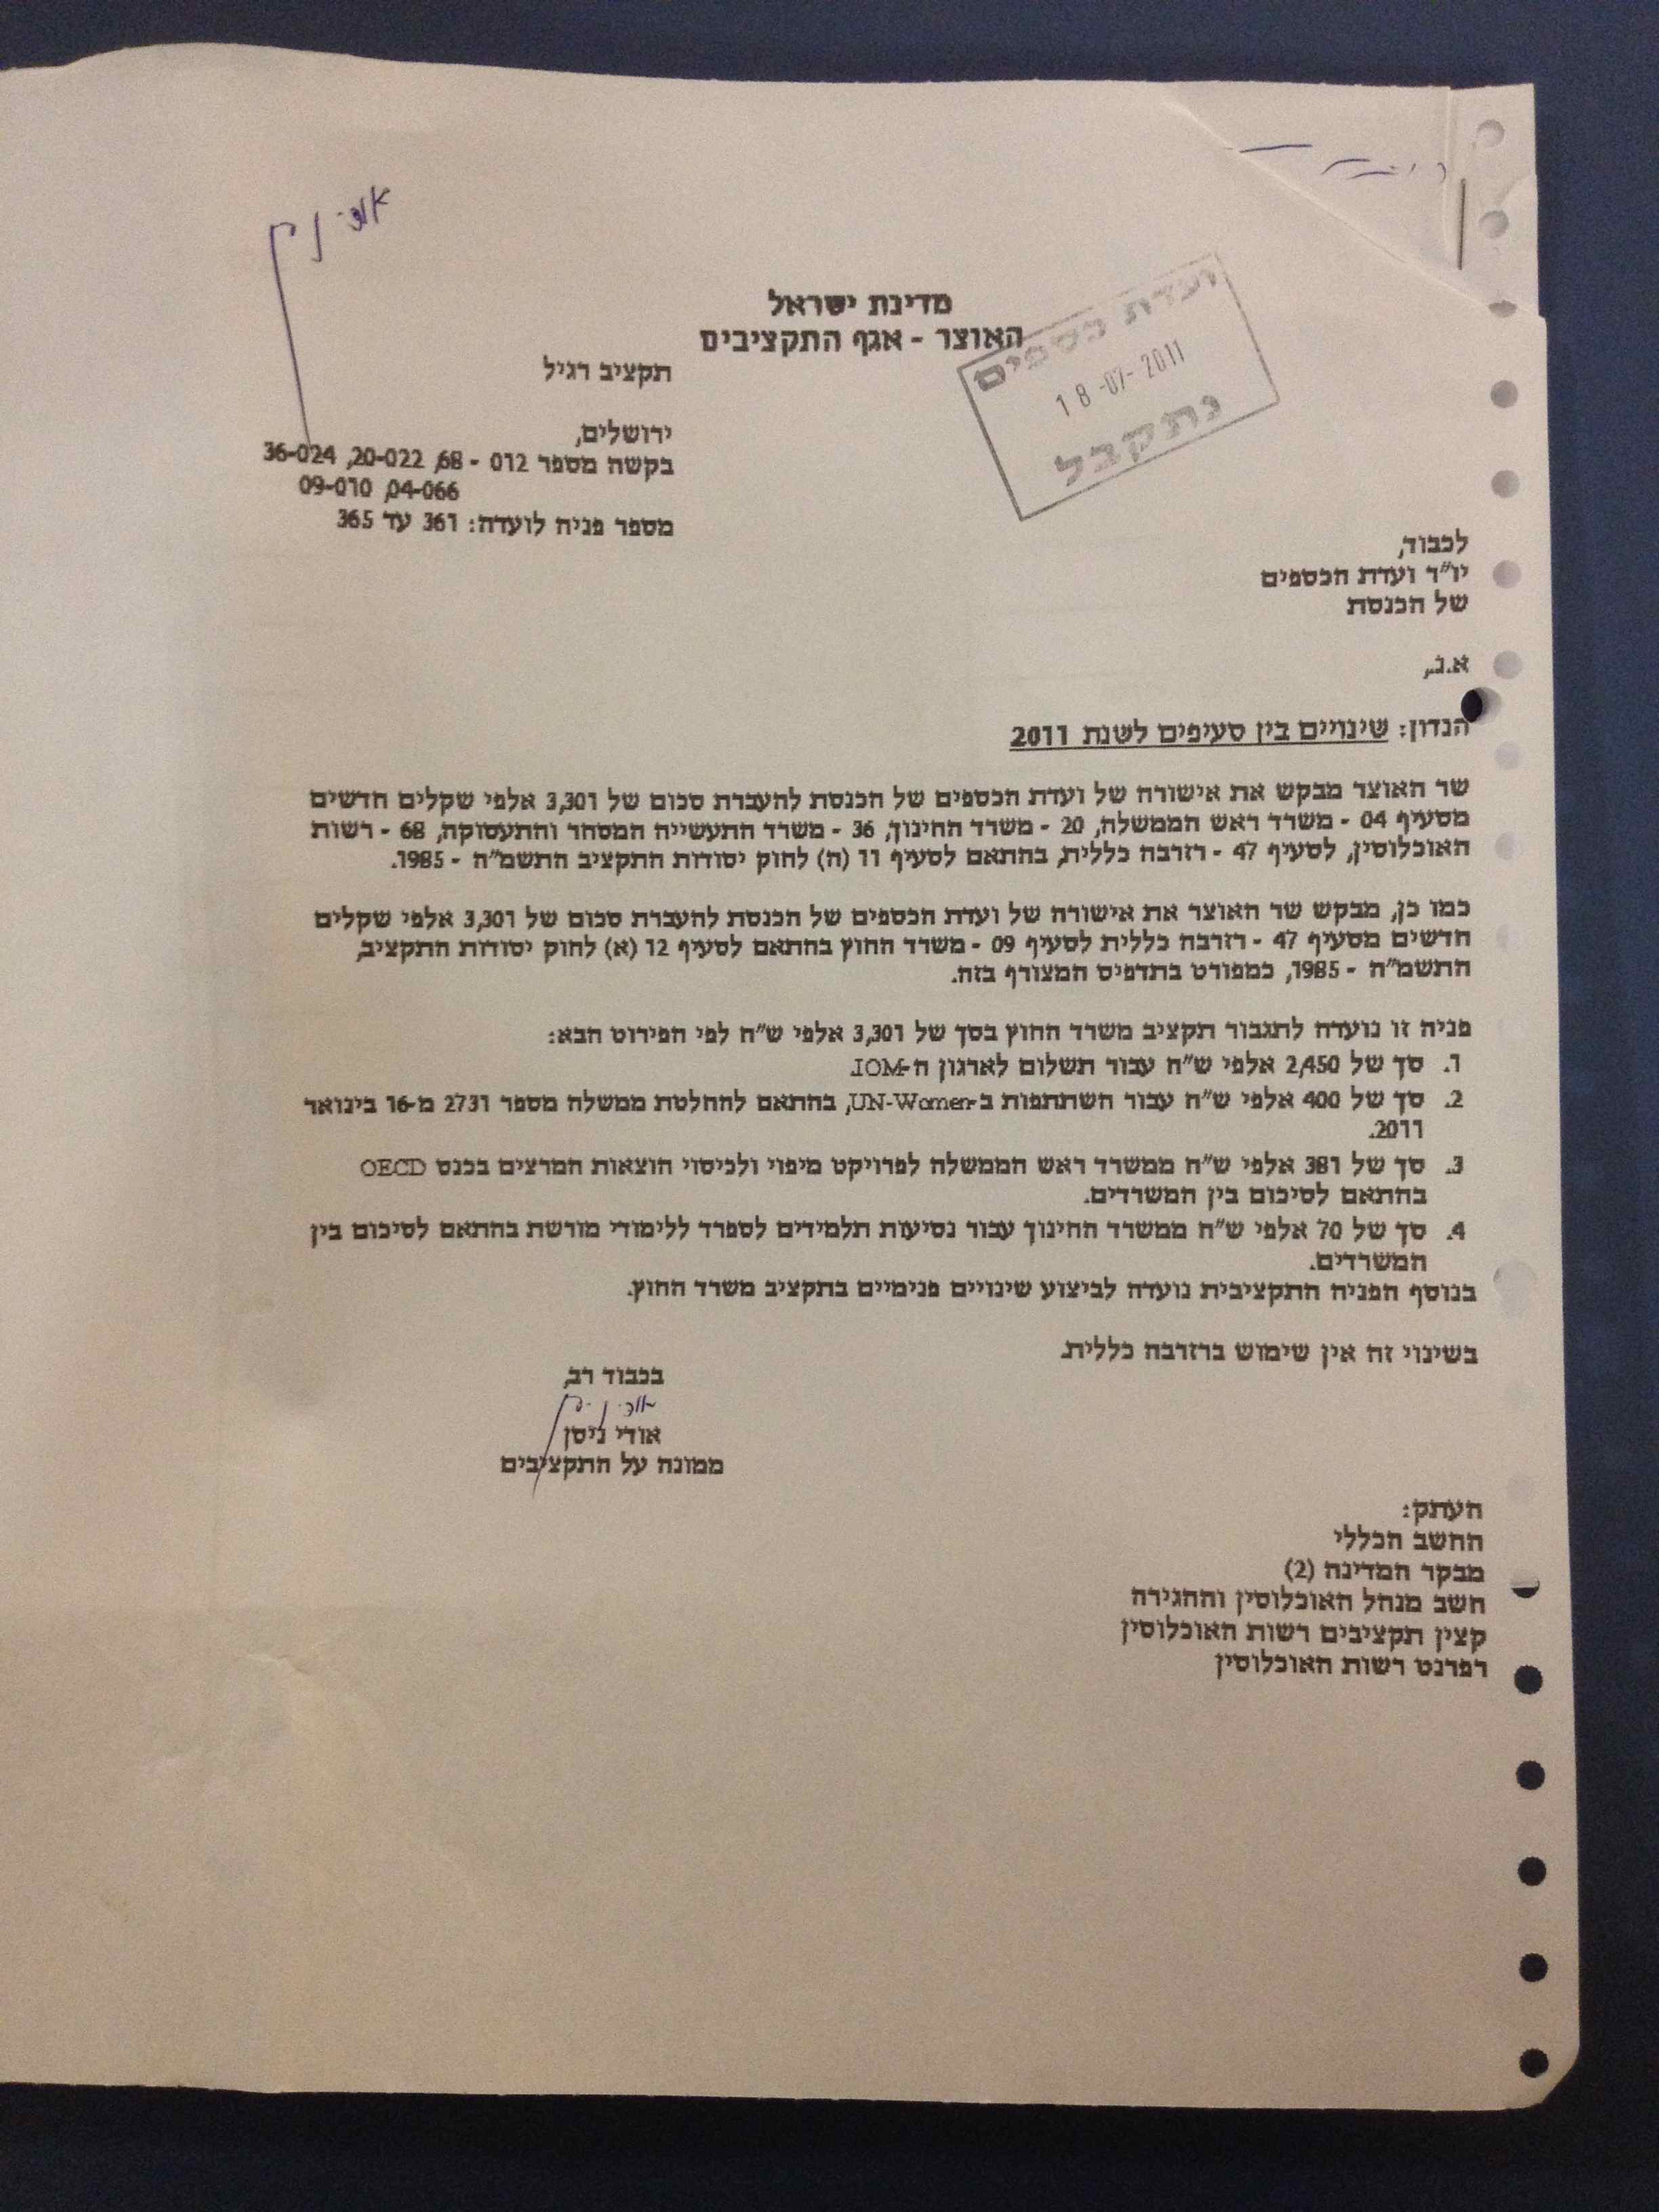 מדינת ישראל
האוצר - אגף התקציבים
תקציב רגיל
ועדת כספים
18-07-2011
נתקבל
ירושלים,
בקשה מספר 012 - 68, 20-022, 36-024
04-066, 09-010
מספר פניה לועדה: 361 עד 365
לכבוד,
יו"ר ועדת הכספים
של הכנסת
א.נ.,
הנדון: שינויים בין סעיפים לשנת 2011
שר האוצר מבקש את אישורה של ועדת הכספים של הכנסת להעברת סכום של 3,301 אלפי שקלים חדשים
מסעיף 04 - משרד ראש הממשלה, 20 - משרד החינוך, 36 - משרד התעשייה המסחר והתעסוקה, 68 - רשות
האוכלוסין, לסעיף 47 - רזרבה כללית, בהתאם לסעיף 11 (ה) לחוק יסודות התקציב התשמ"ה - 1985.
כמו כן, מבקש שר האוצר את אישורה של ועדת הכספים של הכנסת להעברת סכום של 3,301 אלפי שקלים
חדשים מסעיף 47 - רזרבה כללית לסעיף 09 - משרד החוץ בהתאם לסעיף 12 (א) לחוק יסודות התקציב,
התשמ"ה - 1985, כמפורט בתדפיס המצורף בזה.
פניה זו נועדה לתגבור תקציב משרד החוץ בסך של 3,301 אלפי ש"ח לפי הפירוט הבא:
1. סך של 2,450 אלפי ש"ח עבור תשלום לארגון ה-IOM.
2. סך של 400 אלפי ש"ח עבור השתתפות ב-UN-Women, בהתאם להחלטת ממשלה מספר 2731 מ-16 בינואר
2011.
3. סך של 381 אלפי ש"ח ממשרד ראש הממשלה לפרויקט מיפוי ולכיסוי הוצאות המרצים בכנס OECD
בהתאם לסיכום בין המשרדים.
4. סך של 70 אלפי ש"ח ממשרד החינוך עבור נסיעות תלמידים לספרד ללימודי מורשת בהתאם לסיכום בין
המשרדים.
בנוסף הפניה התקציבית נועדה לביצוע שינויים פנימיים בתקציב משרד החוץ.
בשינוי זה אין שימוש ברזרבה כללית.
בכבוד רב,
אודי ניסן
ממונה על התקציבים
העתק:
החשב הכללי
מבקר המדינה (2)
חשב מנהל האוכלוסין וההגירה
קצין תקציבים רשות האוכלוסין
רפרנט רשות האוכלוסין